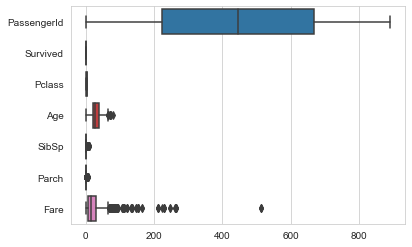 PassengerId
Survived
Pclass
Age
SibSp
Parch
Fare
0 200 400 600 800